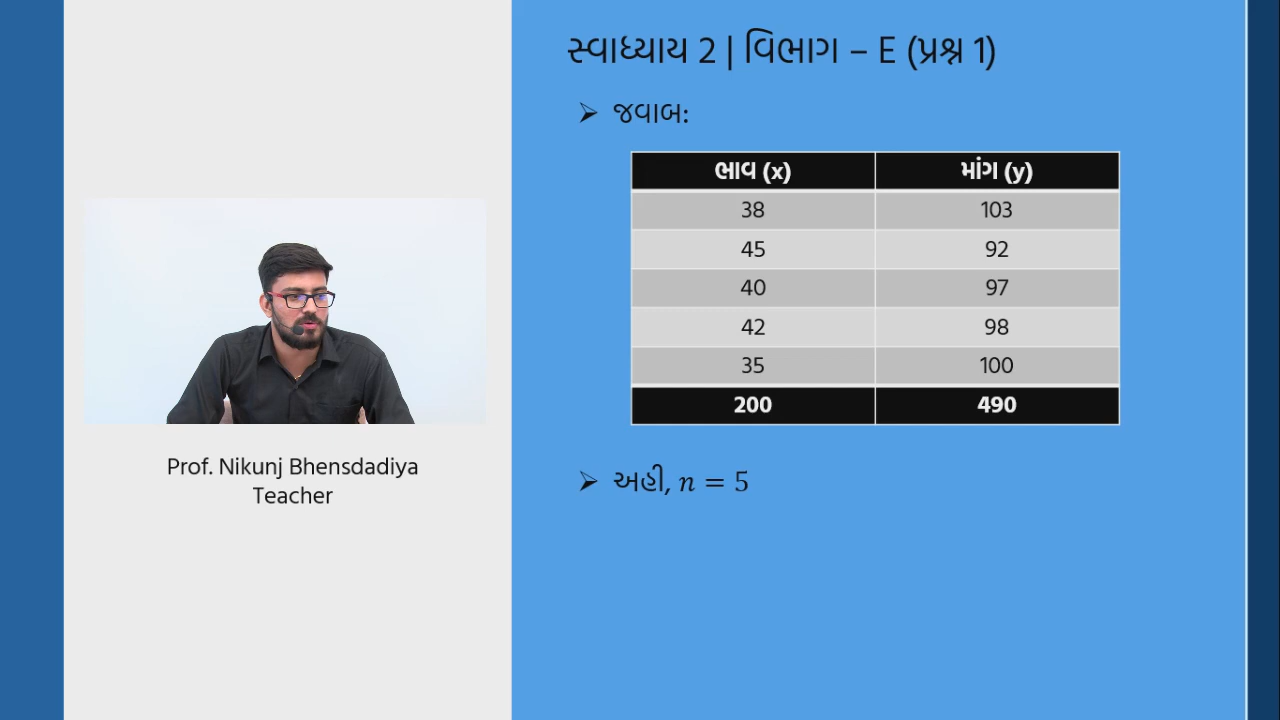 સ્વાધ્યાય 2 | વિભાગ – E (પ્રશ્ન 1)
➢ જવાબ:
ભાવ (x) માંગ (y)
38 103
45 92
40 97
42 98
35 100
200 490
➢ અહી, n = 5
Prof. Nikunj Bhensdadiya
Teacher